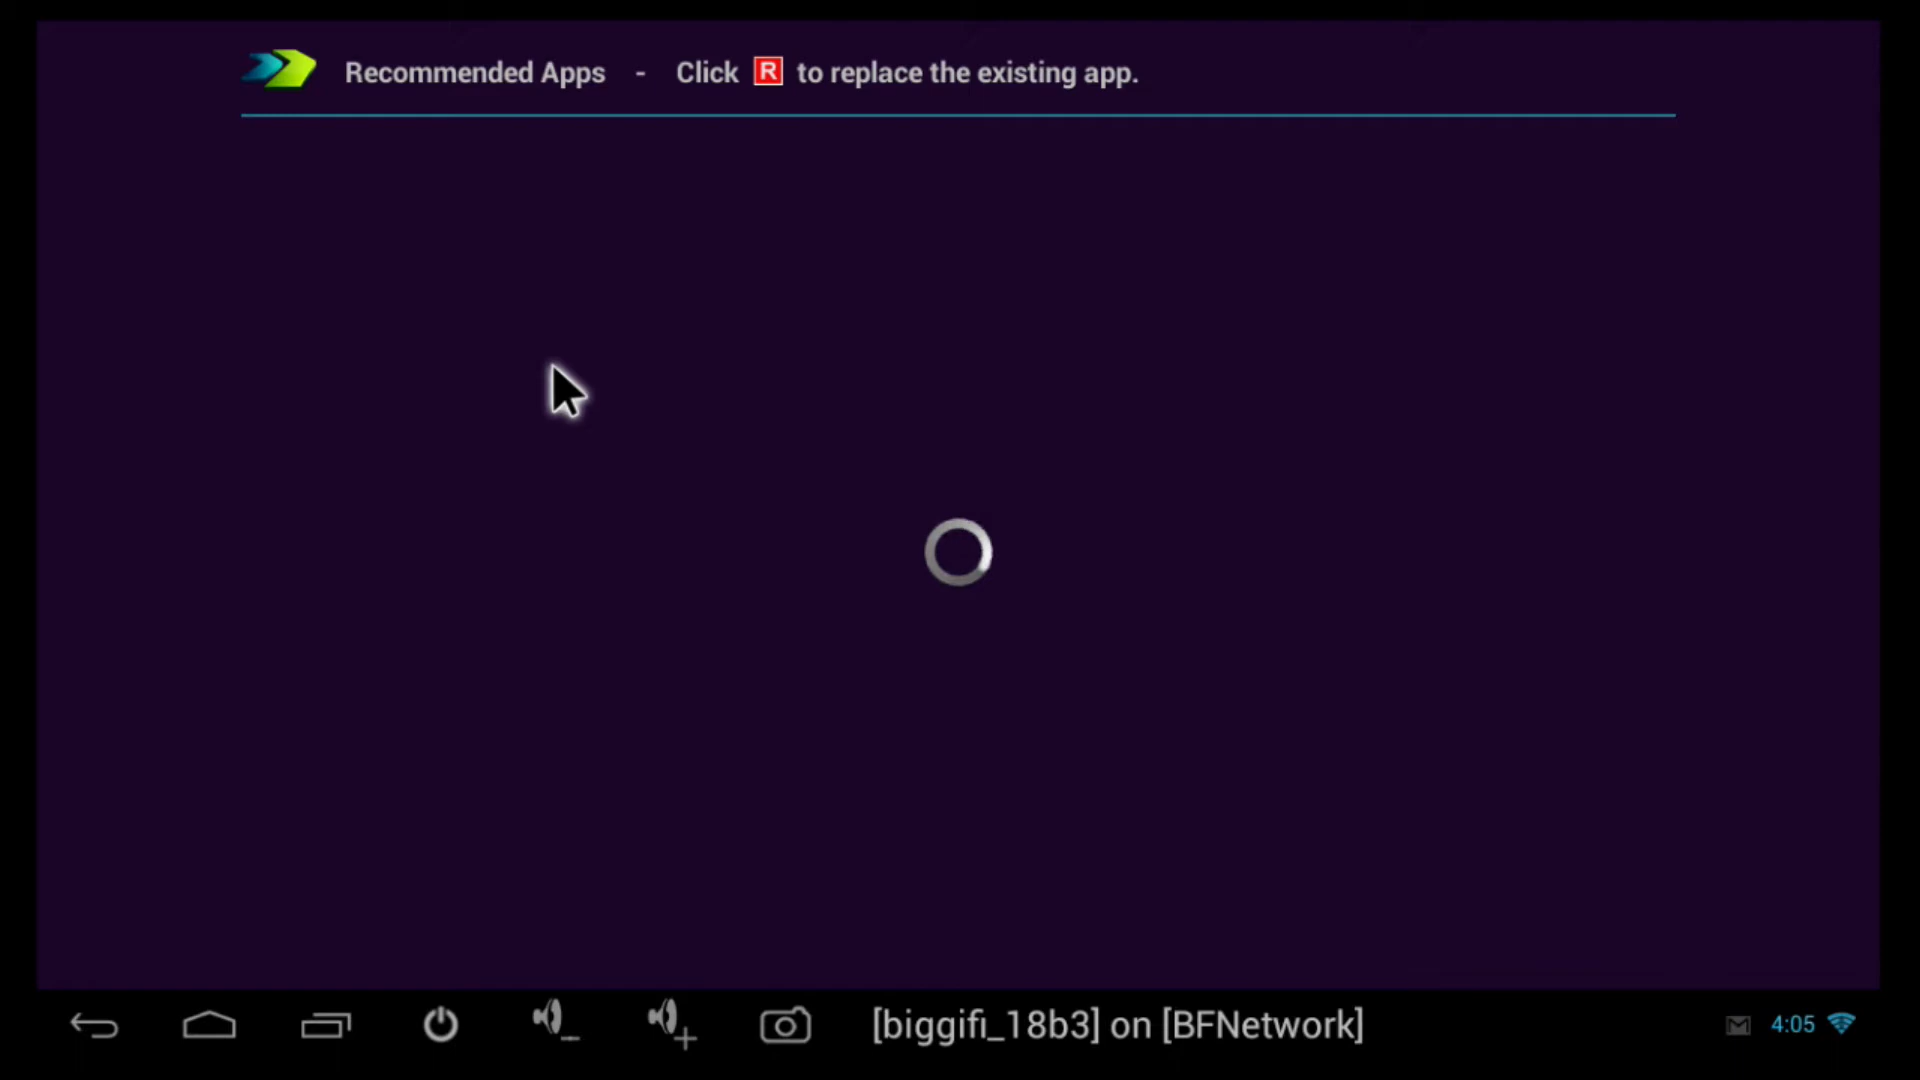 Recommended Apps - Click R to replace the existing app.
[biggifi_18b3] on [BFNetwork]
4:05